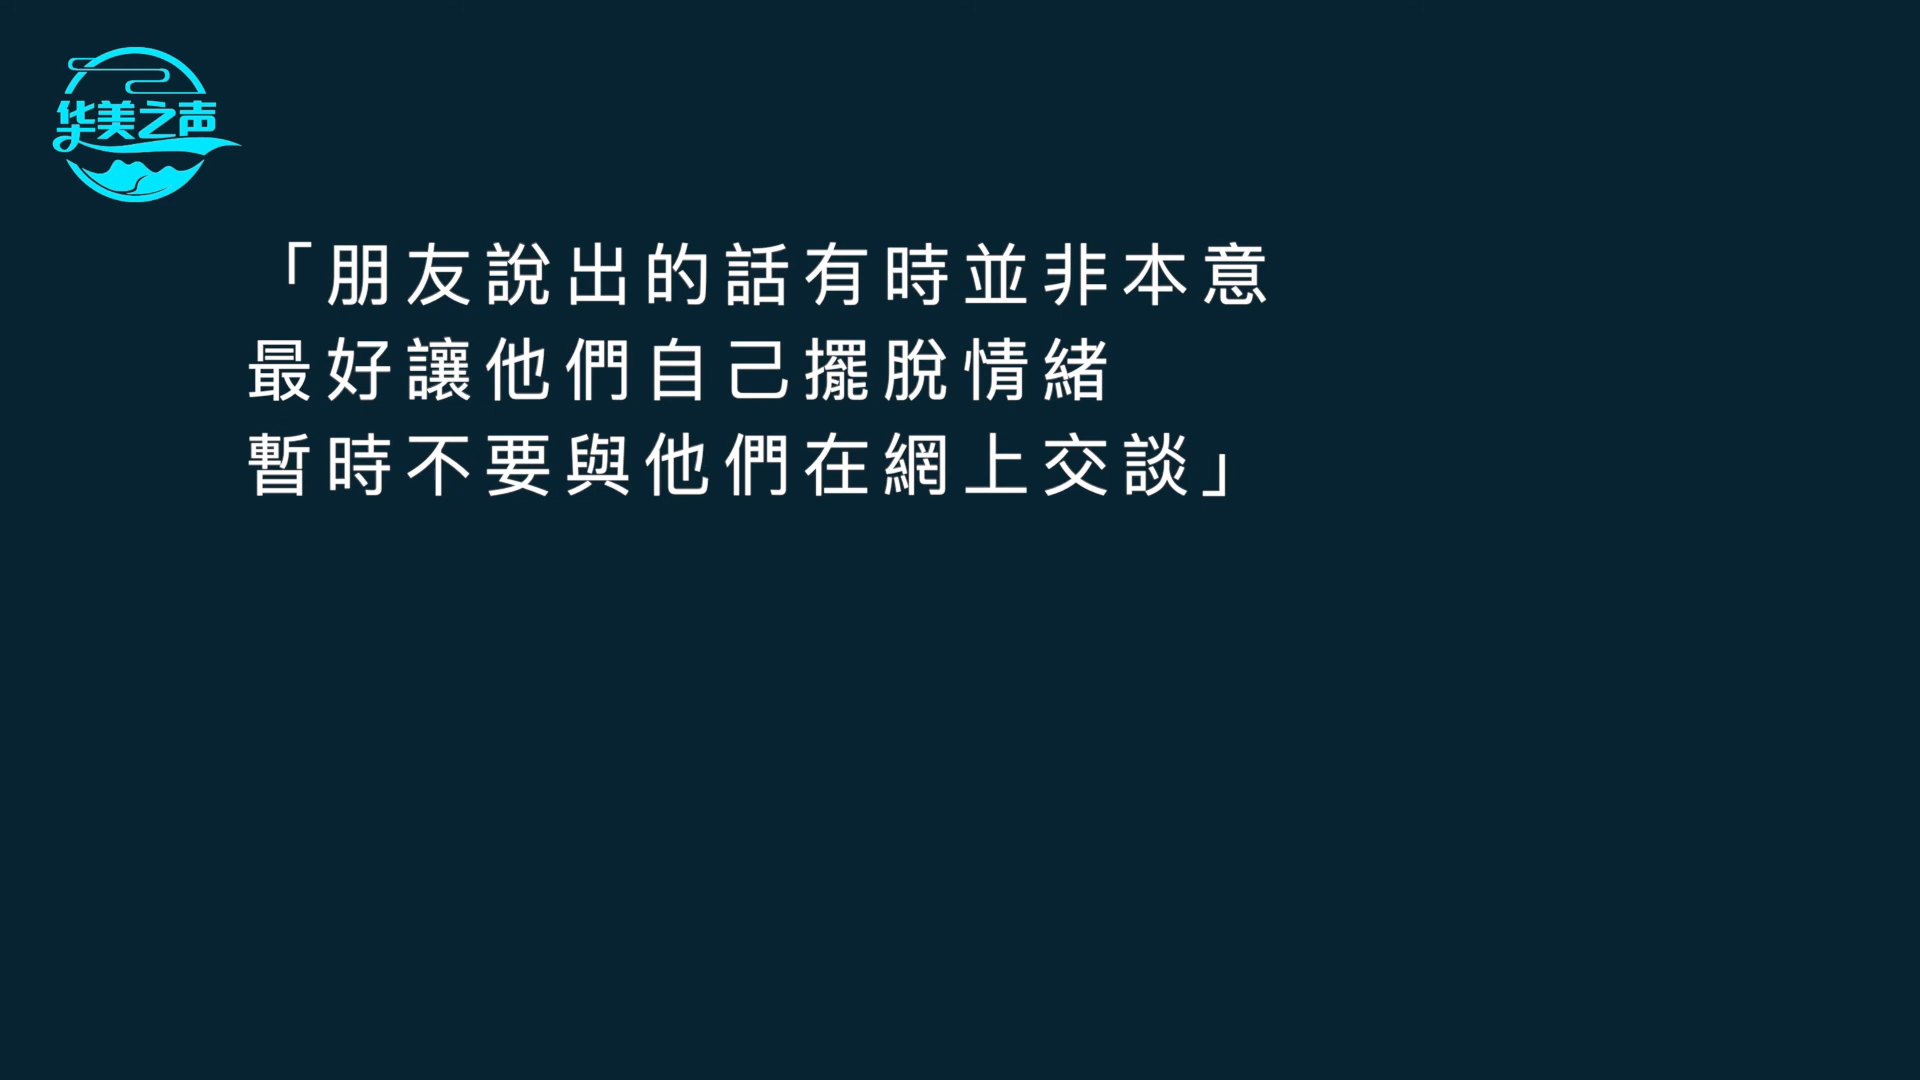 华美之声
「朋友說出的話有時並非本意
最好讓他們自己擺脫情緒
暫時不要與他們在網上交談」